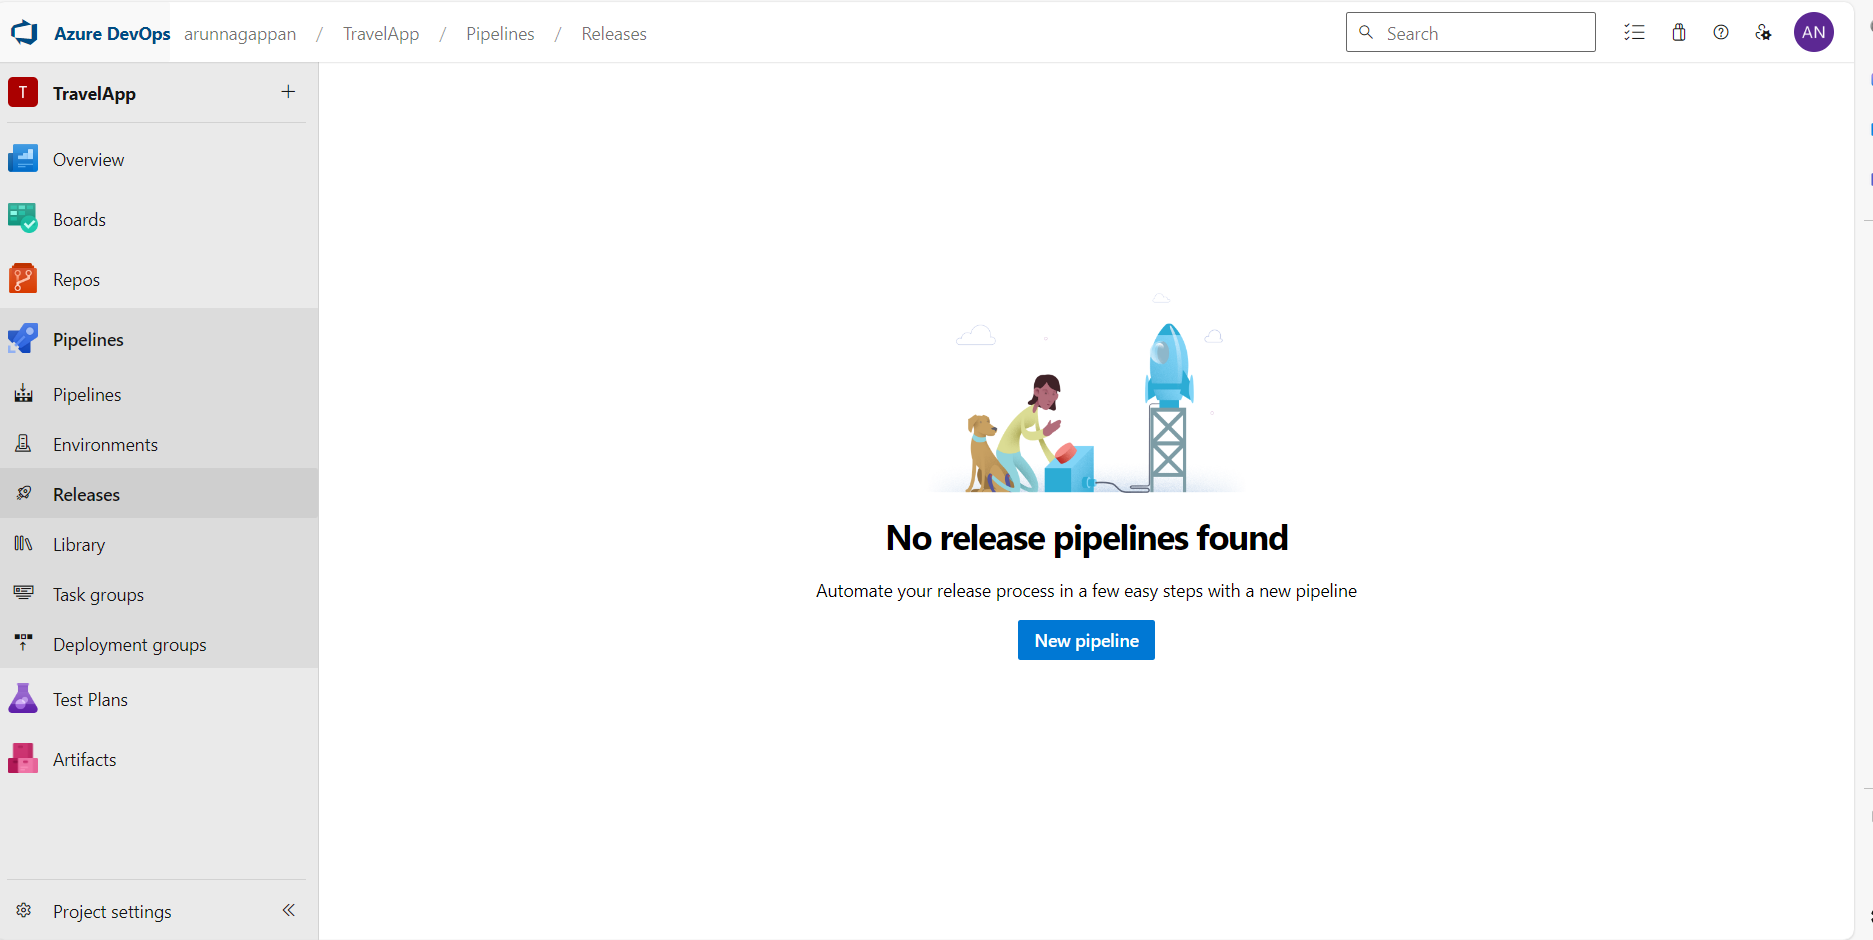 Azure DevOps arunnagappan / TravelApp / Pipelines / Releases Search AN
T TravelApp +
Overview
Boards
Repos
Pipelines
Pipelines
Environments
Releases
Library
Task groups
Deployment groups
Test Plans
Artifacts
Project settings
No release pipelines found
Automate your release process in a few easy steps with a new pipeline
New pipeline